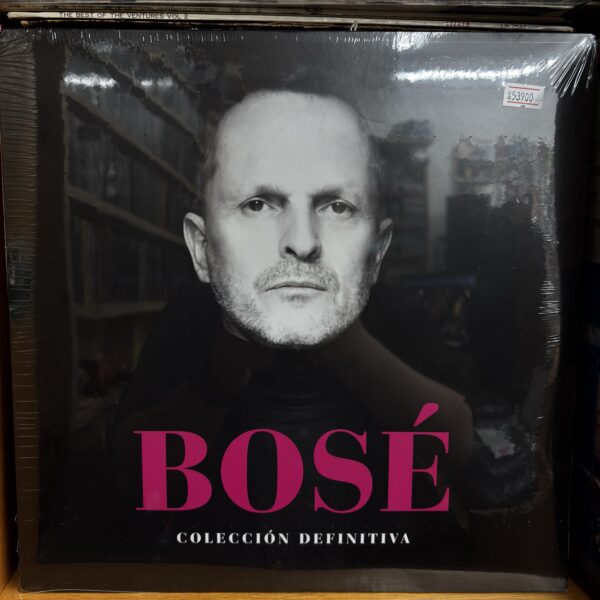 THE BEST OF THE VENTURES VOL 2
$53900
BOSÉ
COLECCIÓN DEFINITIVA